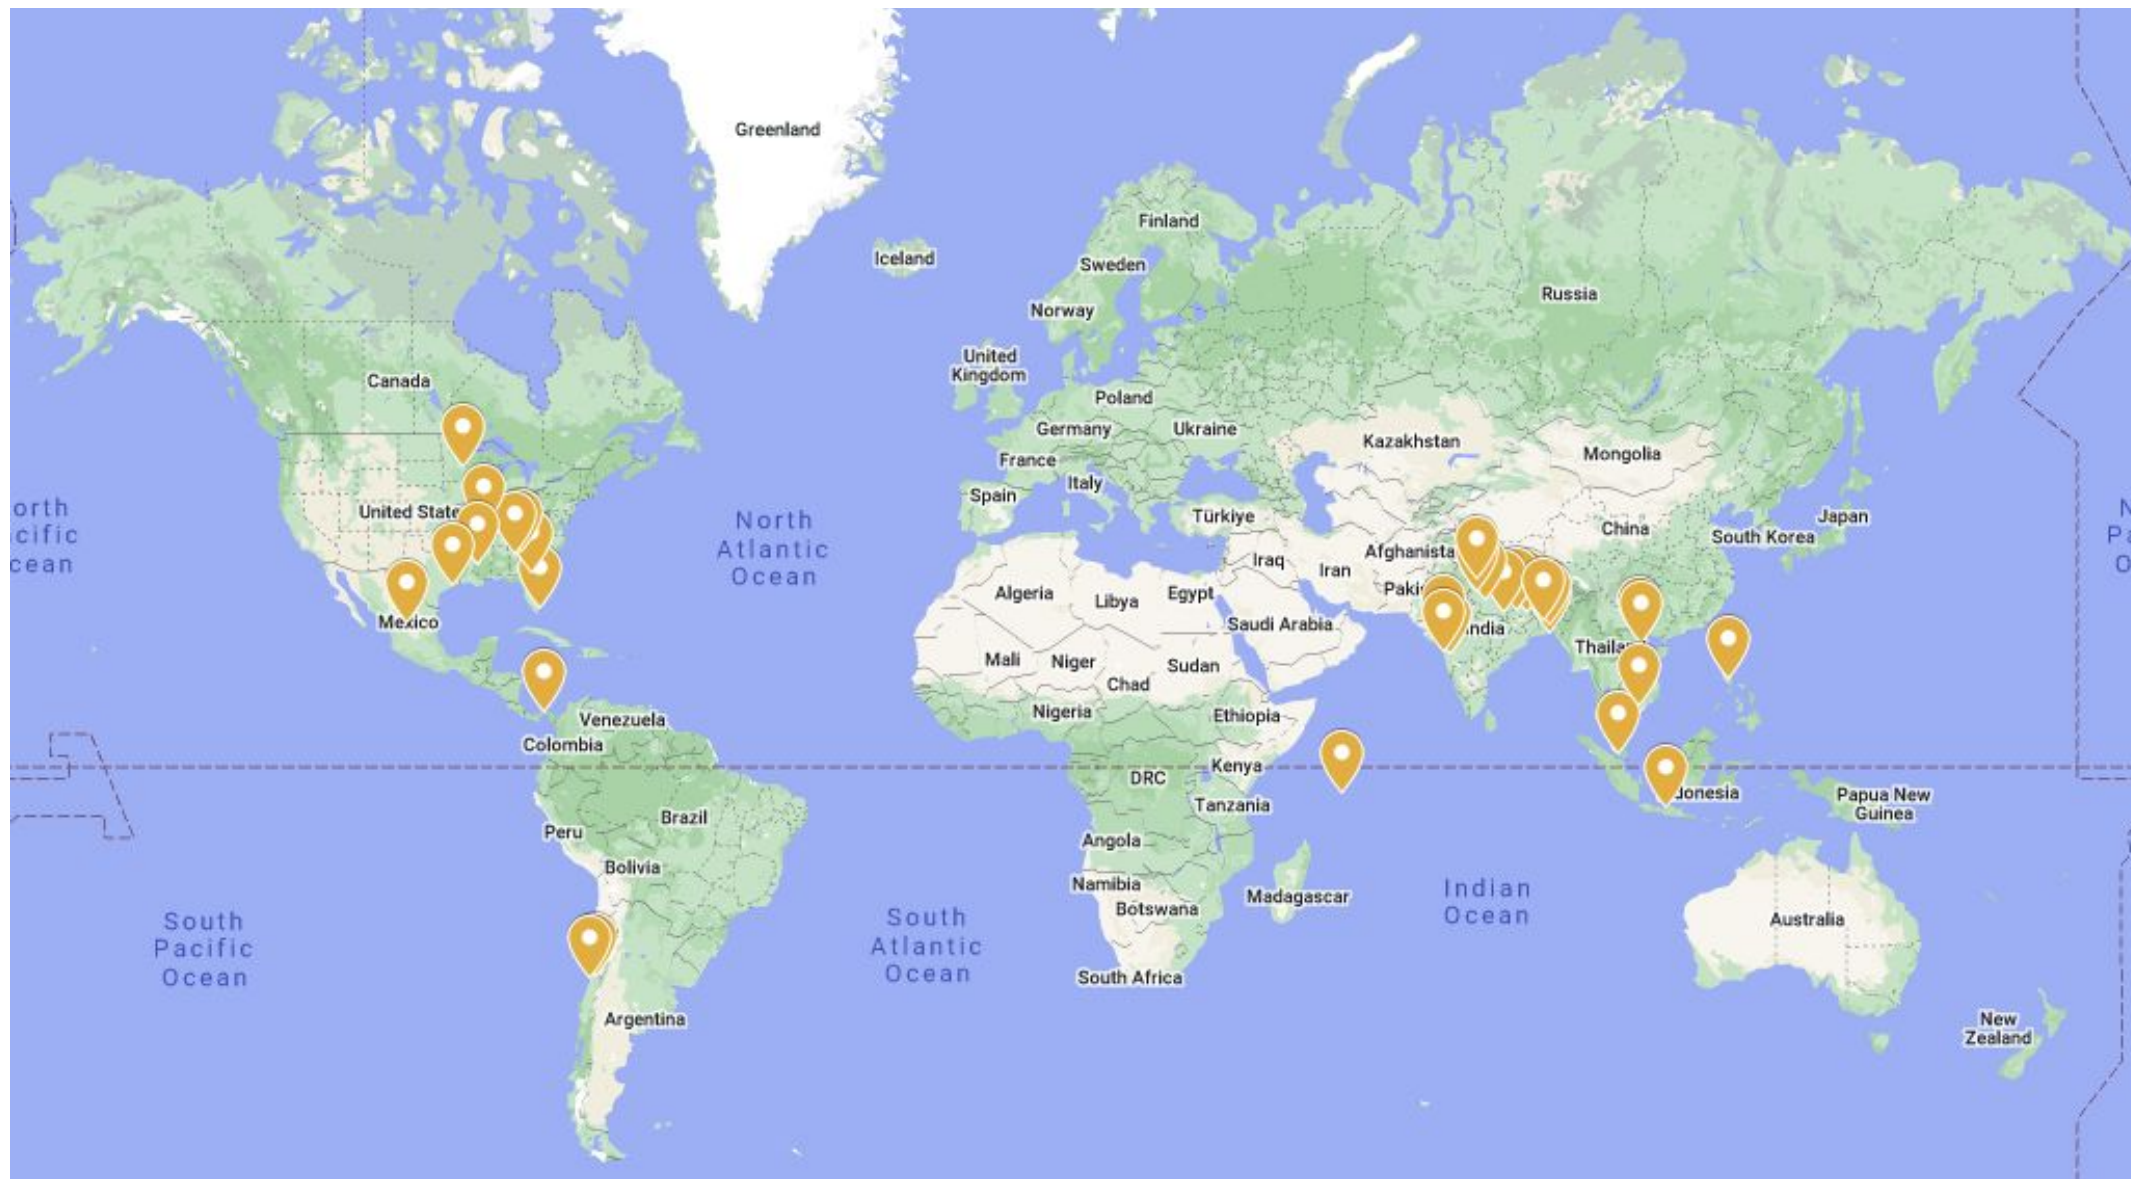 Greenland
Finland
Iceland
Sweden
Russia
Norway
United
Kingdom
Canada
Poland
Germany
Ukraine
Kazakhstan
Mongolia
France
Italy
Spain
United State
orth
cific
cean
North
Atlantic
Ocean
Türkiye
China
Japan
South Korea
N
Pa
O
Afghanista
Iraq
Iran
Algeria
Libya
Egypt
Paki
Saudi Arabia
Mexico
ndia
Thaila
Mali
Niger
Sudan
Chad
Nigeria
Ethiopia
Venezuela
Colombia
DRC
Kenya
donesia
Tanzania
Papua New
Guinea
Brazil
Peru
Angola
Bolivia
Namibia
Botswana
Madagascar
Indian
Ocean
South
Pacific
Ocean
South
Atlantic
Ocean
Australia
South Africa
Argentina
New
Zealand